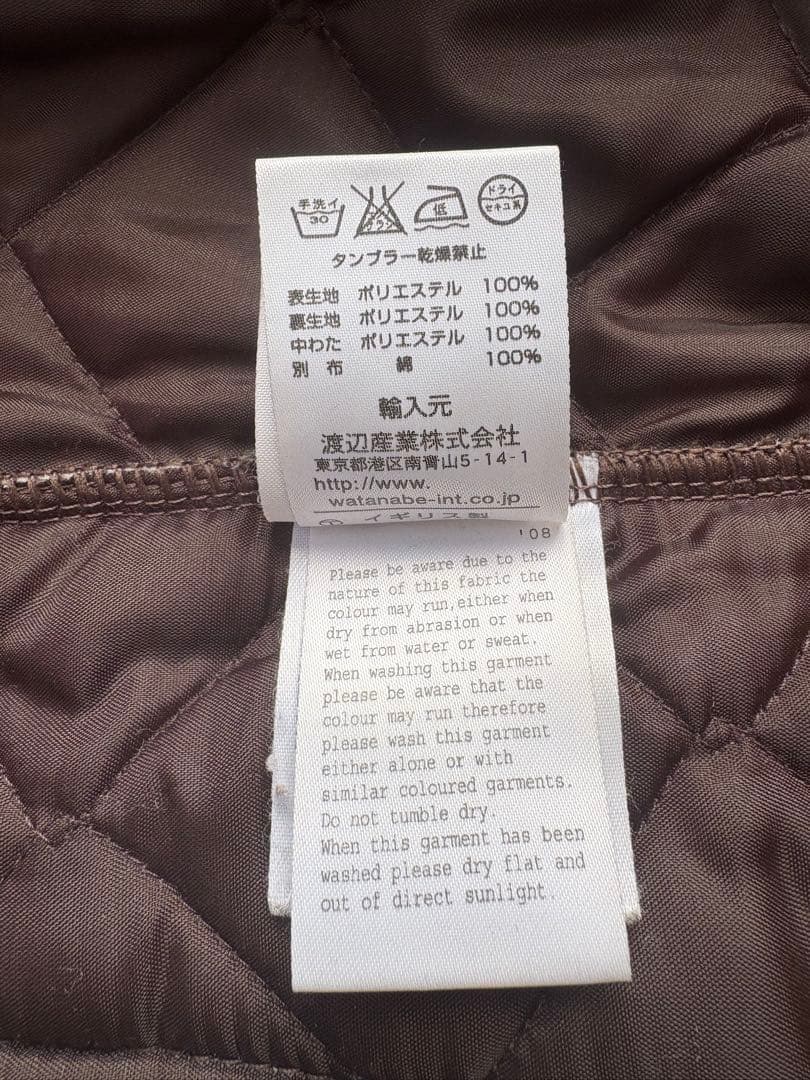 手洗イ
30
エンソ
サラシ
低
ドライ
セキユ系
タンブラー乾燥禁止
表生地 ポリエステル 100%
裏生地 ポリエステル 100%
中わた ポリエステル 100%
別布 綿 100%
輸入元
渡辺産業株式会社
東京都港区南青山5-14-1
http://www.
watanabe-int.co.jp
イギリス製
'08
Please be aware due to the
nature of this fabric the
colour may run,either when
dry from abrasion or when
wet from water or sweat.
When washing this garment
please be aware that the
colour may run therefore
please wash this garment
either alone or with
similar coloured garments.
Do not tumble dry.
When this garment has been
washed please dry flat and
out of direct sunlight.